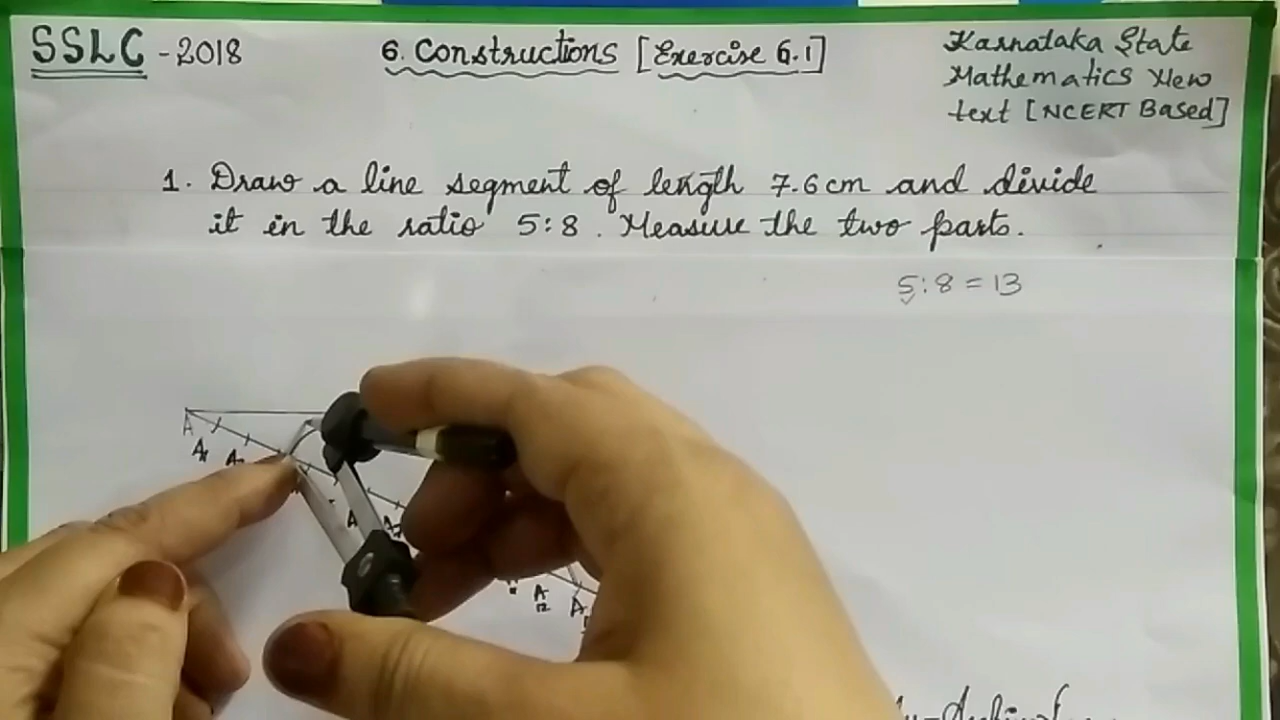 SSLC - 2018
6. Constructions [Exercise 6.1]
Karnataka State
Mathematics New
text [NCERT Based]
1. Draw a line segment of length 7.6 cm and divide
it in the ratio 5:8. Measure the two parts.
5:8 = 13
A
A1
A12
A